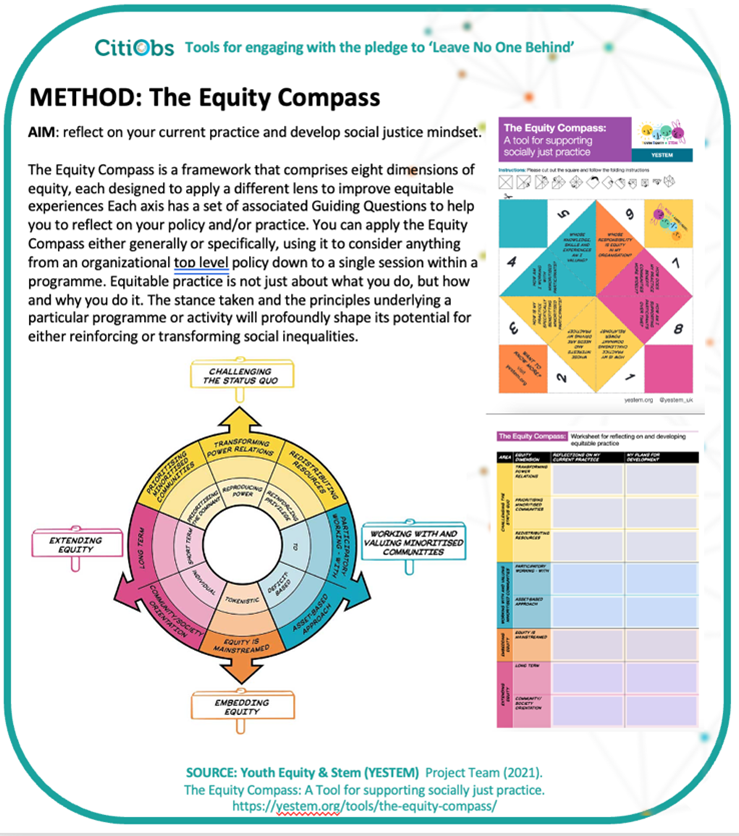 CitiObs Tools for engaging with the pledge to ‘Leave No One Behind’
METHOD: The Equity Compass
AIM: reflect on your current practice and develop social justice mindset.
The Equity Compass is a framework that comprises eight dimensions of
equity, each designed to apply a different lens to improve equitable
experiences Each axis has a set of associated Guiding Questions to help
you to reflect on your policy and/or practice. You can apply the Equity
Compass either generally or specifically, using it to consider anything
from an organizational top level policy down to a single session within a
programme. Equitable practice is not just about what you do, but how
and why you do it. The stance taken and the principles underlying a
particular programme or activity will profoundly shape its potential for
either reinforcing or transforming social inequalities.
CHALLENGING
THE STATUS QUO
PRIORITISING
MINORITISED
COMMUNITIES
TRANSFORMING
POWER RELATIONS
REDISTRIBUTING
RESOURCES
PRIORITISING
THE DOMINANT
REPRODUCING
POWER
REINFORCING
PRIVILEGE
EXTENDING
EQUITY
LONG TERM
SHORT TERM
TO
PARTICIPATORY
WORKING - WITH
WORKING WITH AND
VALUING MINORITISED
COMMUNITIES
COMMUNITY/SOCIETY
ORIENTATION
INDIVIDUAL
TOKENISTIC
DEFICIT-
BASED
ASSET-BASED
APPROACH
EQUITY IS
MAINSTREAMED
EMBEDDING
EQUITY
The Equity Compass:
A tool for supporting
socially just practice
YESTEM
Instructions: Please cut out the square and follow the folding instructions
5
6
4
7
3
8
2
1
WHOSE
KNOWLEDGE,
SKILLS AND
EXPERIENCES
ARE
VALUED?
WHOSE
RESPONSIBILITY
IS EQUITY
IN MY
ORGANISATION?
WANT TO
KNOW MORE?
visit
yestem.org
yestem.org @yestem_uk
The Equity Compass: Worksheet for reflecting on and developing
equitable practice
AREA
EQUITY
DIMENSION
REFLECTIONS ON MY
CURRENT PRACTICE
MY PLANS FOR
DEVELOPMENT
CHALLENGING THE
STATUS QUO
TRANSFORMING
POWER
RELATIONS
PRIORITISING
MINORITISED
COMMUNITIES
REDISTRIBUTING
RESOURCES
WORKING WITH AND VALUING
MINORITISED COMMUNITIES
PARTICIPATORY
WORKING - WITH
ASSET-BASED
APPROACH
EMBEDDING
EQUITY
EQUITY IS
MAINSTREAMED
EXTENDING
EQUITY
LONG TERM
COMMUNITY/
SOCIETY
ORIENTATION
SOURCE: Youth Equity & Stem (YESTEM) Project Team (2021).
The Equity Compass: A Tool for supporting socially just practice.
https://yestem.org/tools/the-equity-compass/